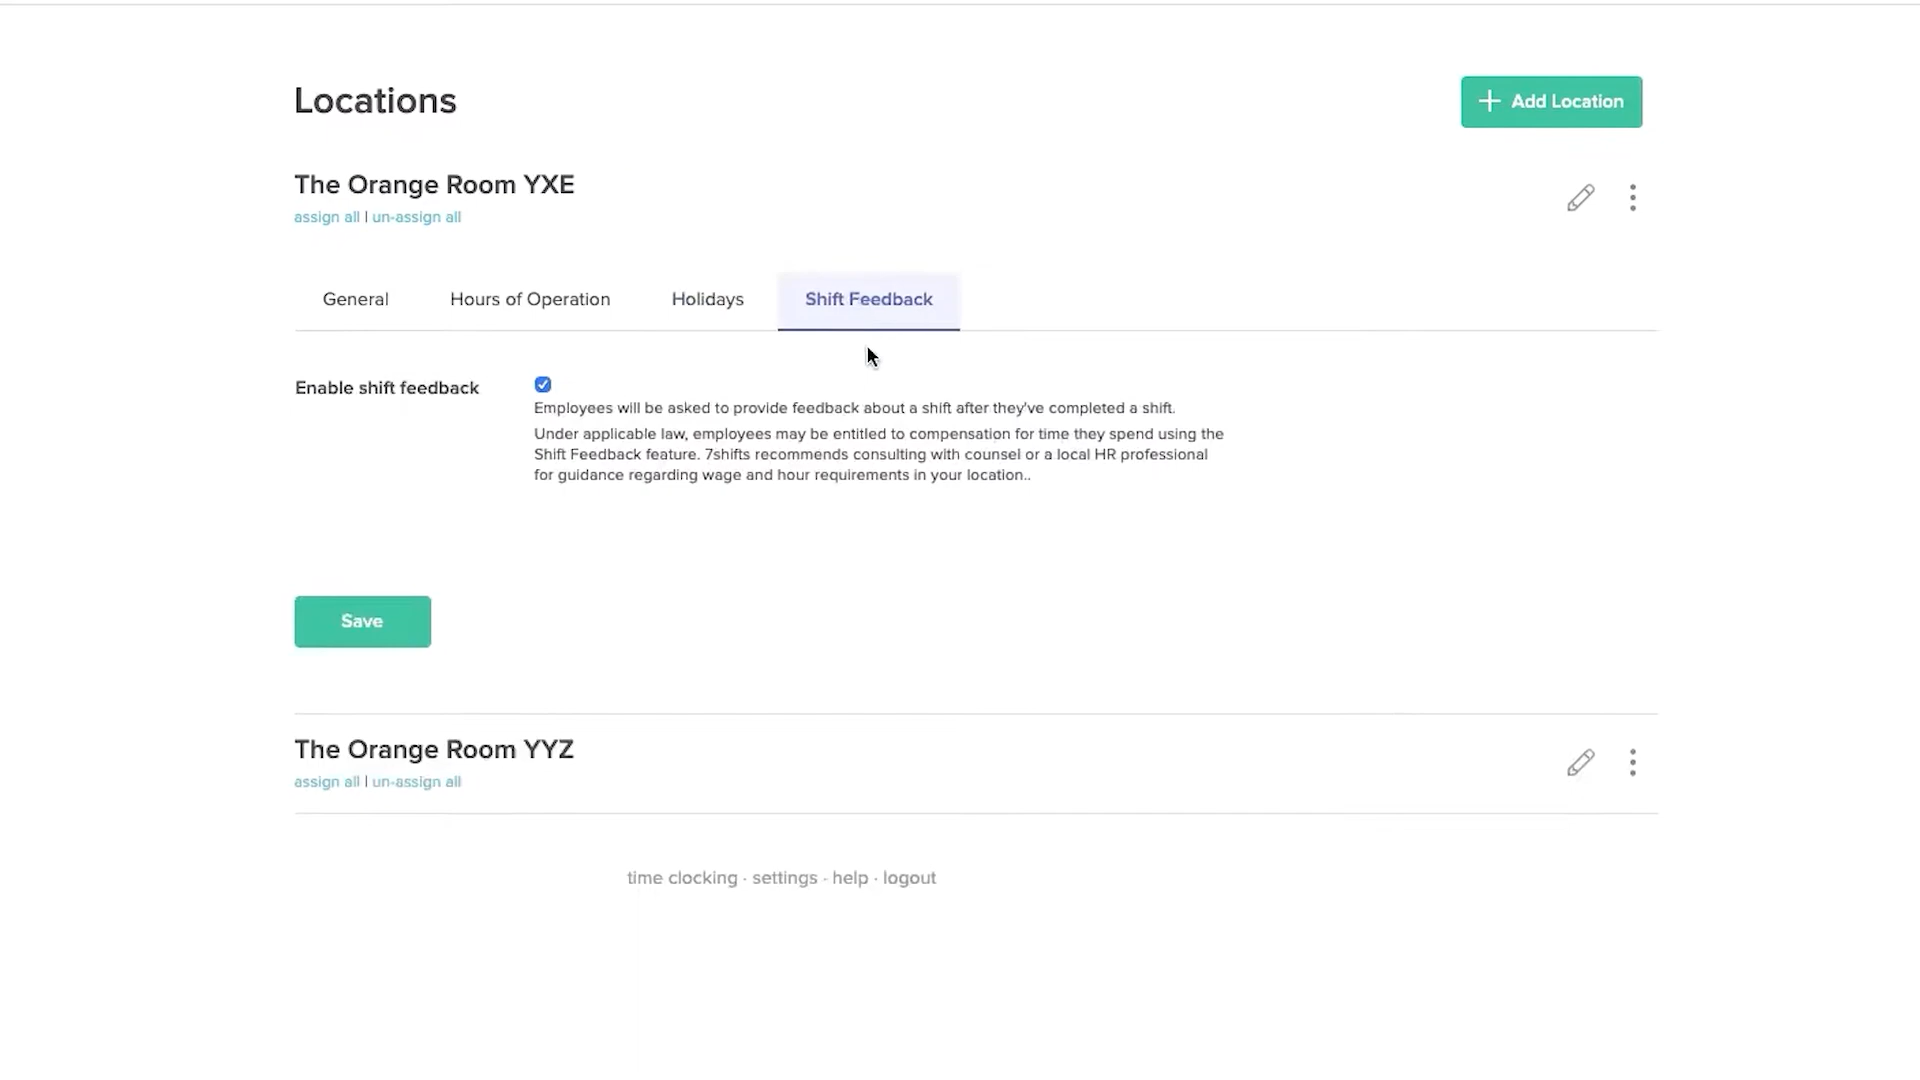 Locations
Add Location
The Orange Room YXE
assign all | un-assign all
General
Hours of Operation
Holidays
Shift Feedback
Enable shift feedback
Employees will be asked to provide feedback about a shift after they've completed a shift.
Under applicable law, employees may be entitled to compensation for time they spend using the
Shift Feedback feature. 7shifts recommends consulting with counsel or a local HR professional
for guidance regarding wage and hour requirements in your location..
Save
The Orange Room YYZ
assign all | un-assign all
time clocking · settings · help · logout